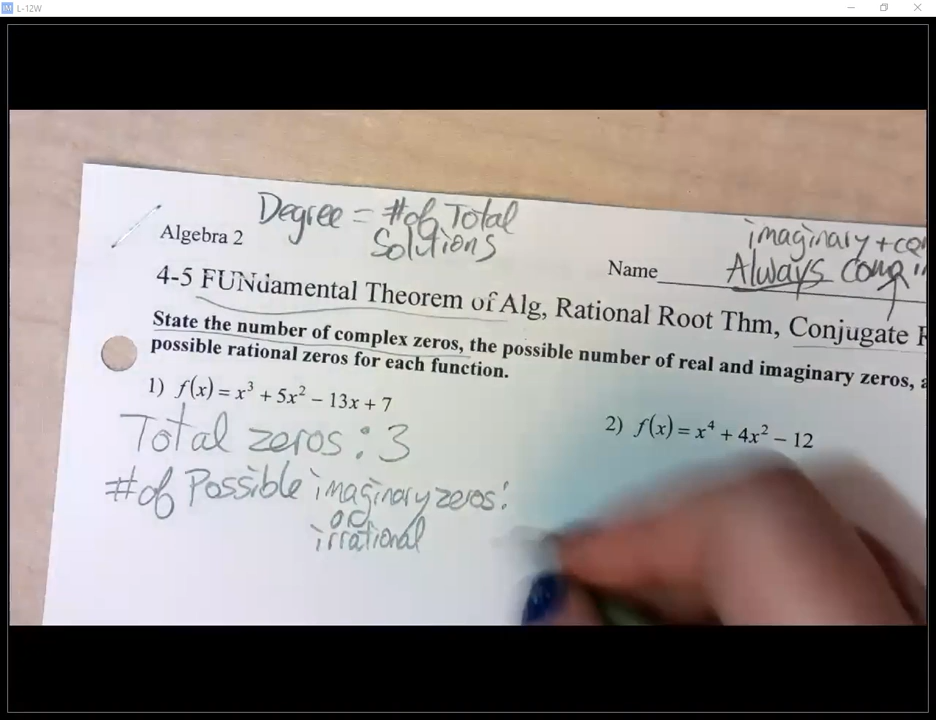 L-12W
Degree = # of Total
Solutions
imaginary + co
Always comp
Algebra 2
Name
4-5 FUNdamental Theorem of Alg, Rational Root Thm, Conjugate
State the number of complex zeros, the possible number of real and imaginary zeros,
possible rational zeros for each function.
1) f(x) = x³ + 5x² − 13x + 7
2) f(x) = x⁴ + 4x² − 12
Total zeros: 3
# of Possible imaginary zeros:
or
irrational